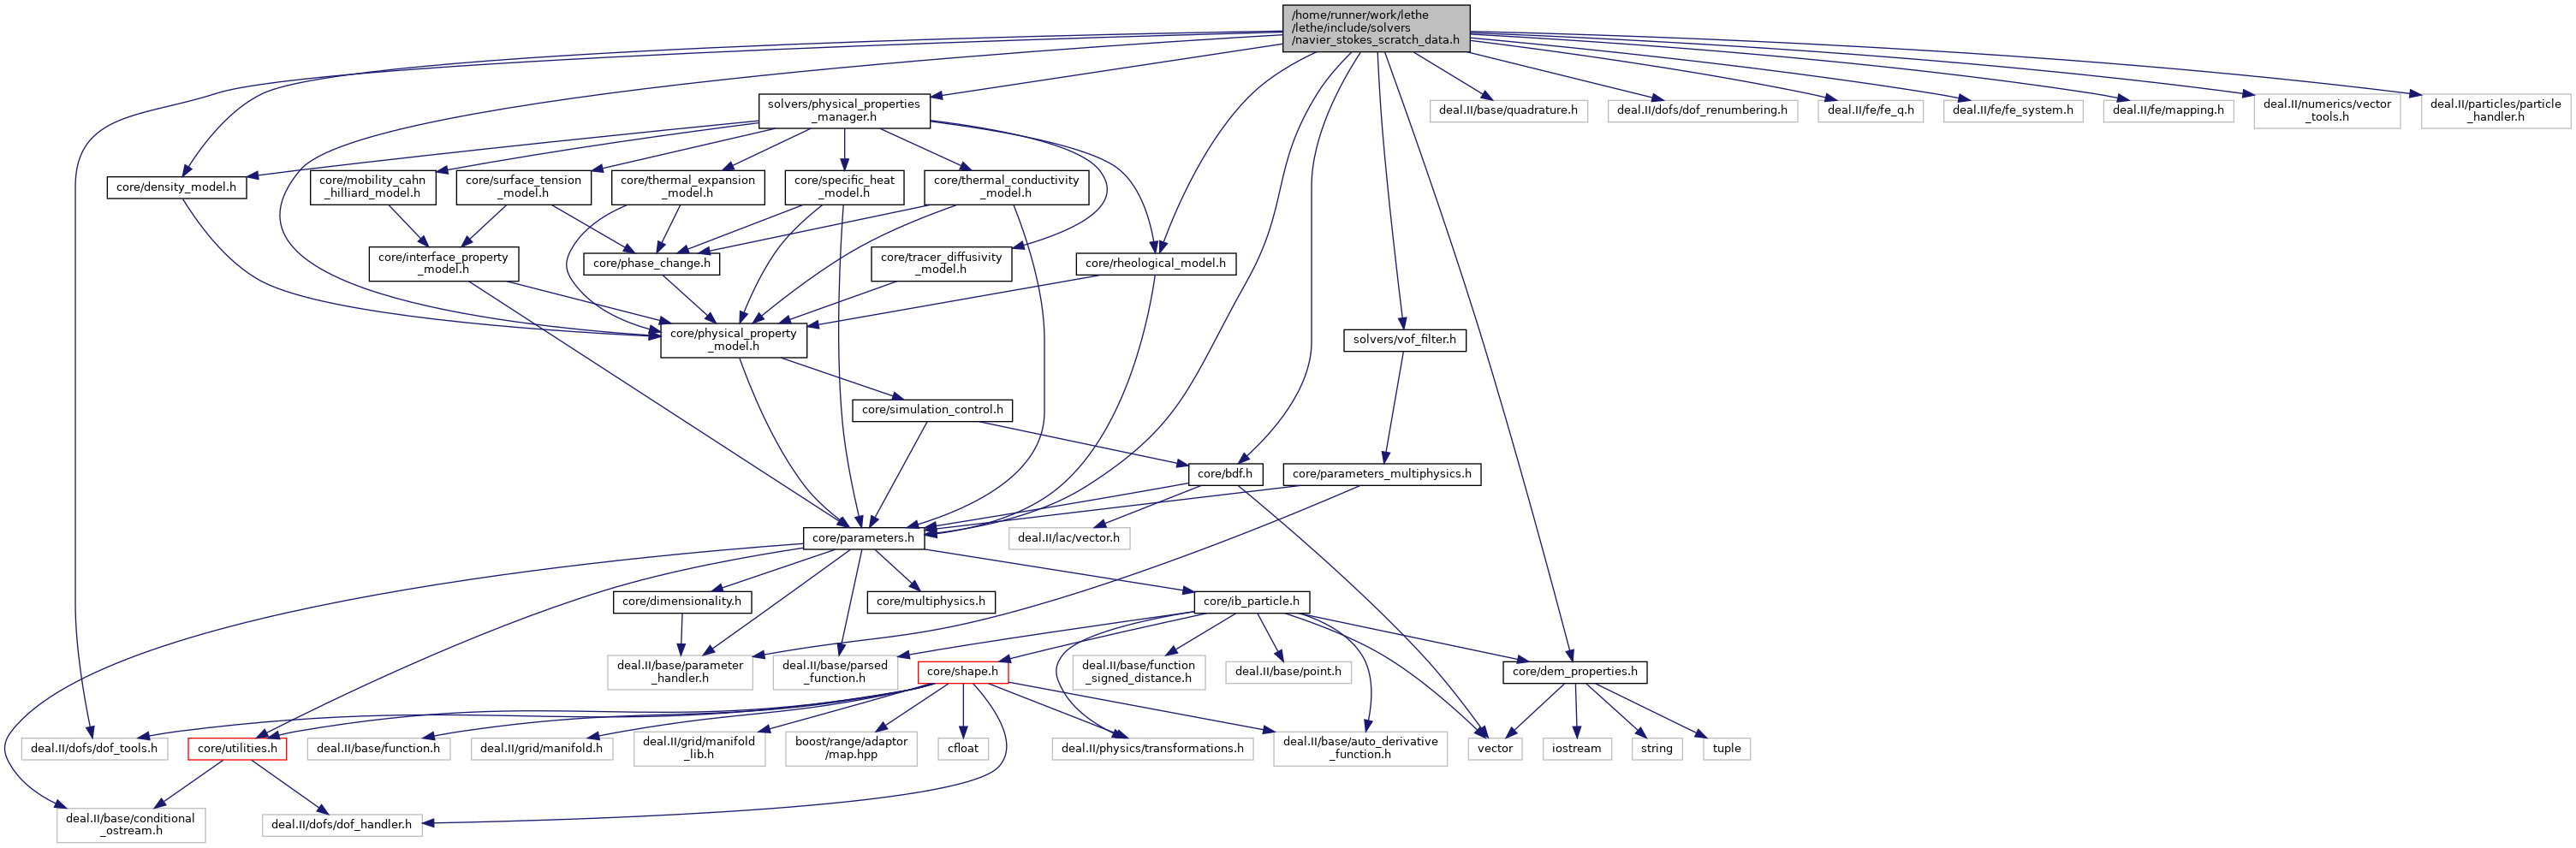 /home/runner/work/lethe
/lethe/include/solvers
/navier_stokes_scratch_data.h
solvers/physical_properties
_manager.h
deal.II/base/quadrature.h
deal.II/dofs/dof_renumbering.h
deal.II/fe/fe_q.h
deal.II/fe/fe_system.h
deal.II/fe/mapping.h
deal.II/numerics/vector
_tools.h
deal.II/particles/particle
_handler.h
core/density_model.h
core/mobility_cahn
_hilliard_model.h
core/surface_tension
_model.h
core/thermal_expansion
_model.h
core/specific_heat
_model.h
core/thermal_conductivity
_model.h
core/interface_property
_model.h
core/phase_change.h
core/tracer_diffusivity
_model.h
core/rheological_model.h
core/physical_property
_model.h
solvers/vof_filter.h
core/simulation_control.h
core/bdf.h
core/parameters_multiphysics.h
core/parameters.h
deal.II/lac/vector.h
core/dimensionality.h
core/multiphysics.h
core/ib_particle.h
deal.II/base/parameter
_handler.h
deal.II/base/parsed
_function.h
core/shape.h
deal.II/base/function
_signed_distance.h
deal.II/base/point.h
core/dem_properties.h
deal.II/dofs/dof_tools.h
core/utilities.h
deal.II/base/function.h
deal.II/grid/manifold.h
deal.II/grid/manifold
_lib.h
boost/range/adaptor
/map.hpp
cfloat
deal.II/physics/transformations.h
deal.II/base/auto_derivative
_function.h
vector
iostream
string
tuple
deal.II/base/conditional
_ostream.h
deal.II/dofs/dof_handler.h